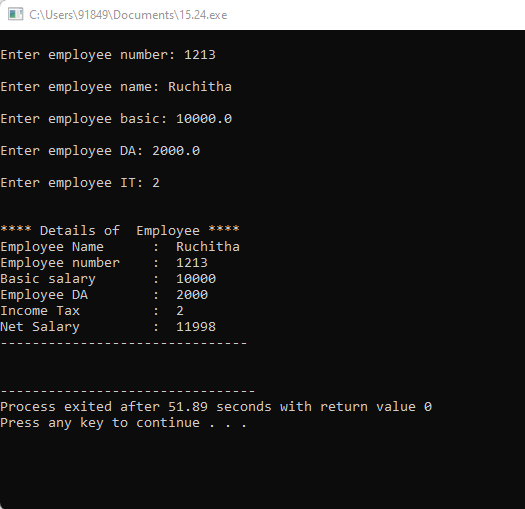 C:\Users\91849\Documents\15.24.exe
Enter employee number: 1213
Enter employee name: Ruchitha
Enter employee basic: 10000.0
Enter employee DA: 2000.0
Enter employee IT: 2
**** Details of  Employee ****
Employee Name      :  Ruchitha
Employee number    :  1213
Basic salary       :  10000
Employee DA        :  2000
Income Tax         :  2
Net Salary         :  11998
-------------------------------
--------------------------------
Process exited after 51.89 seconds with return value 0
Press any key to continue . . .